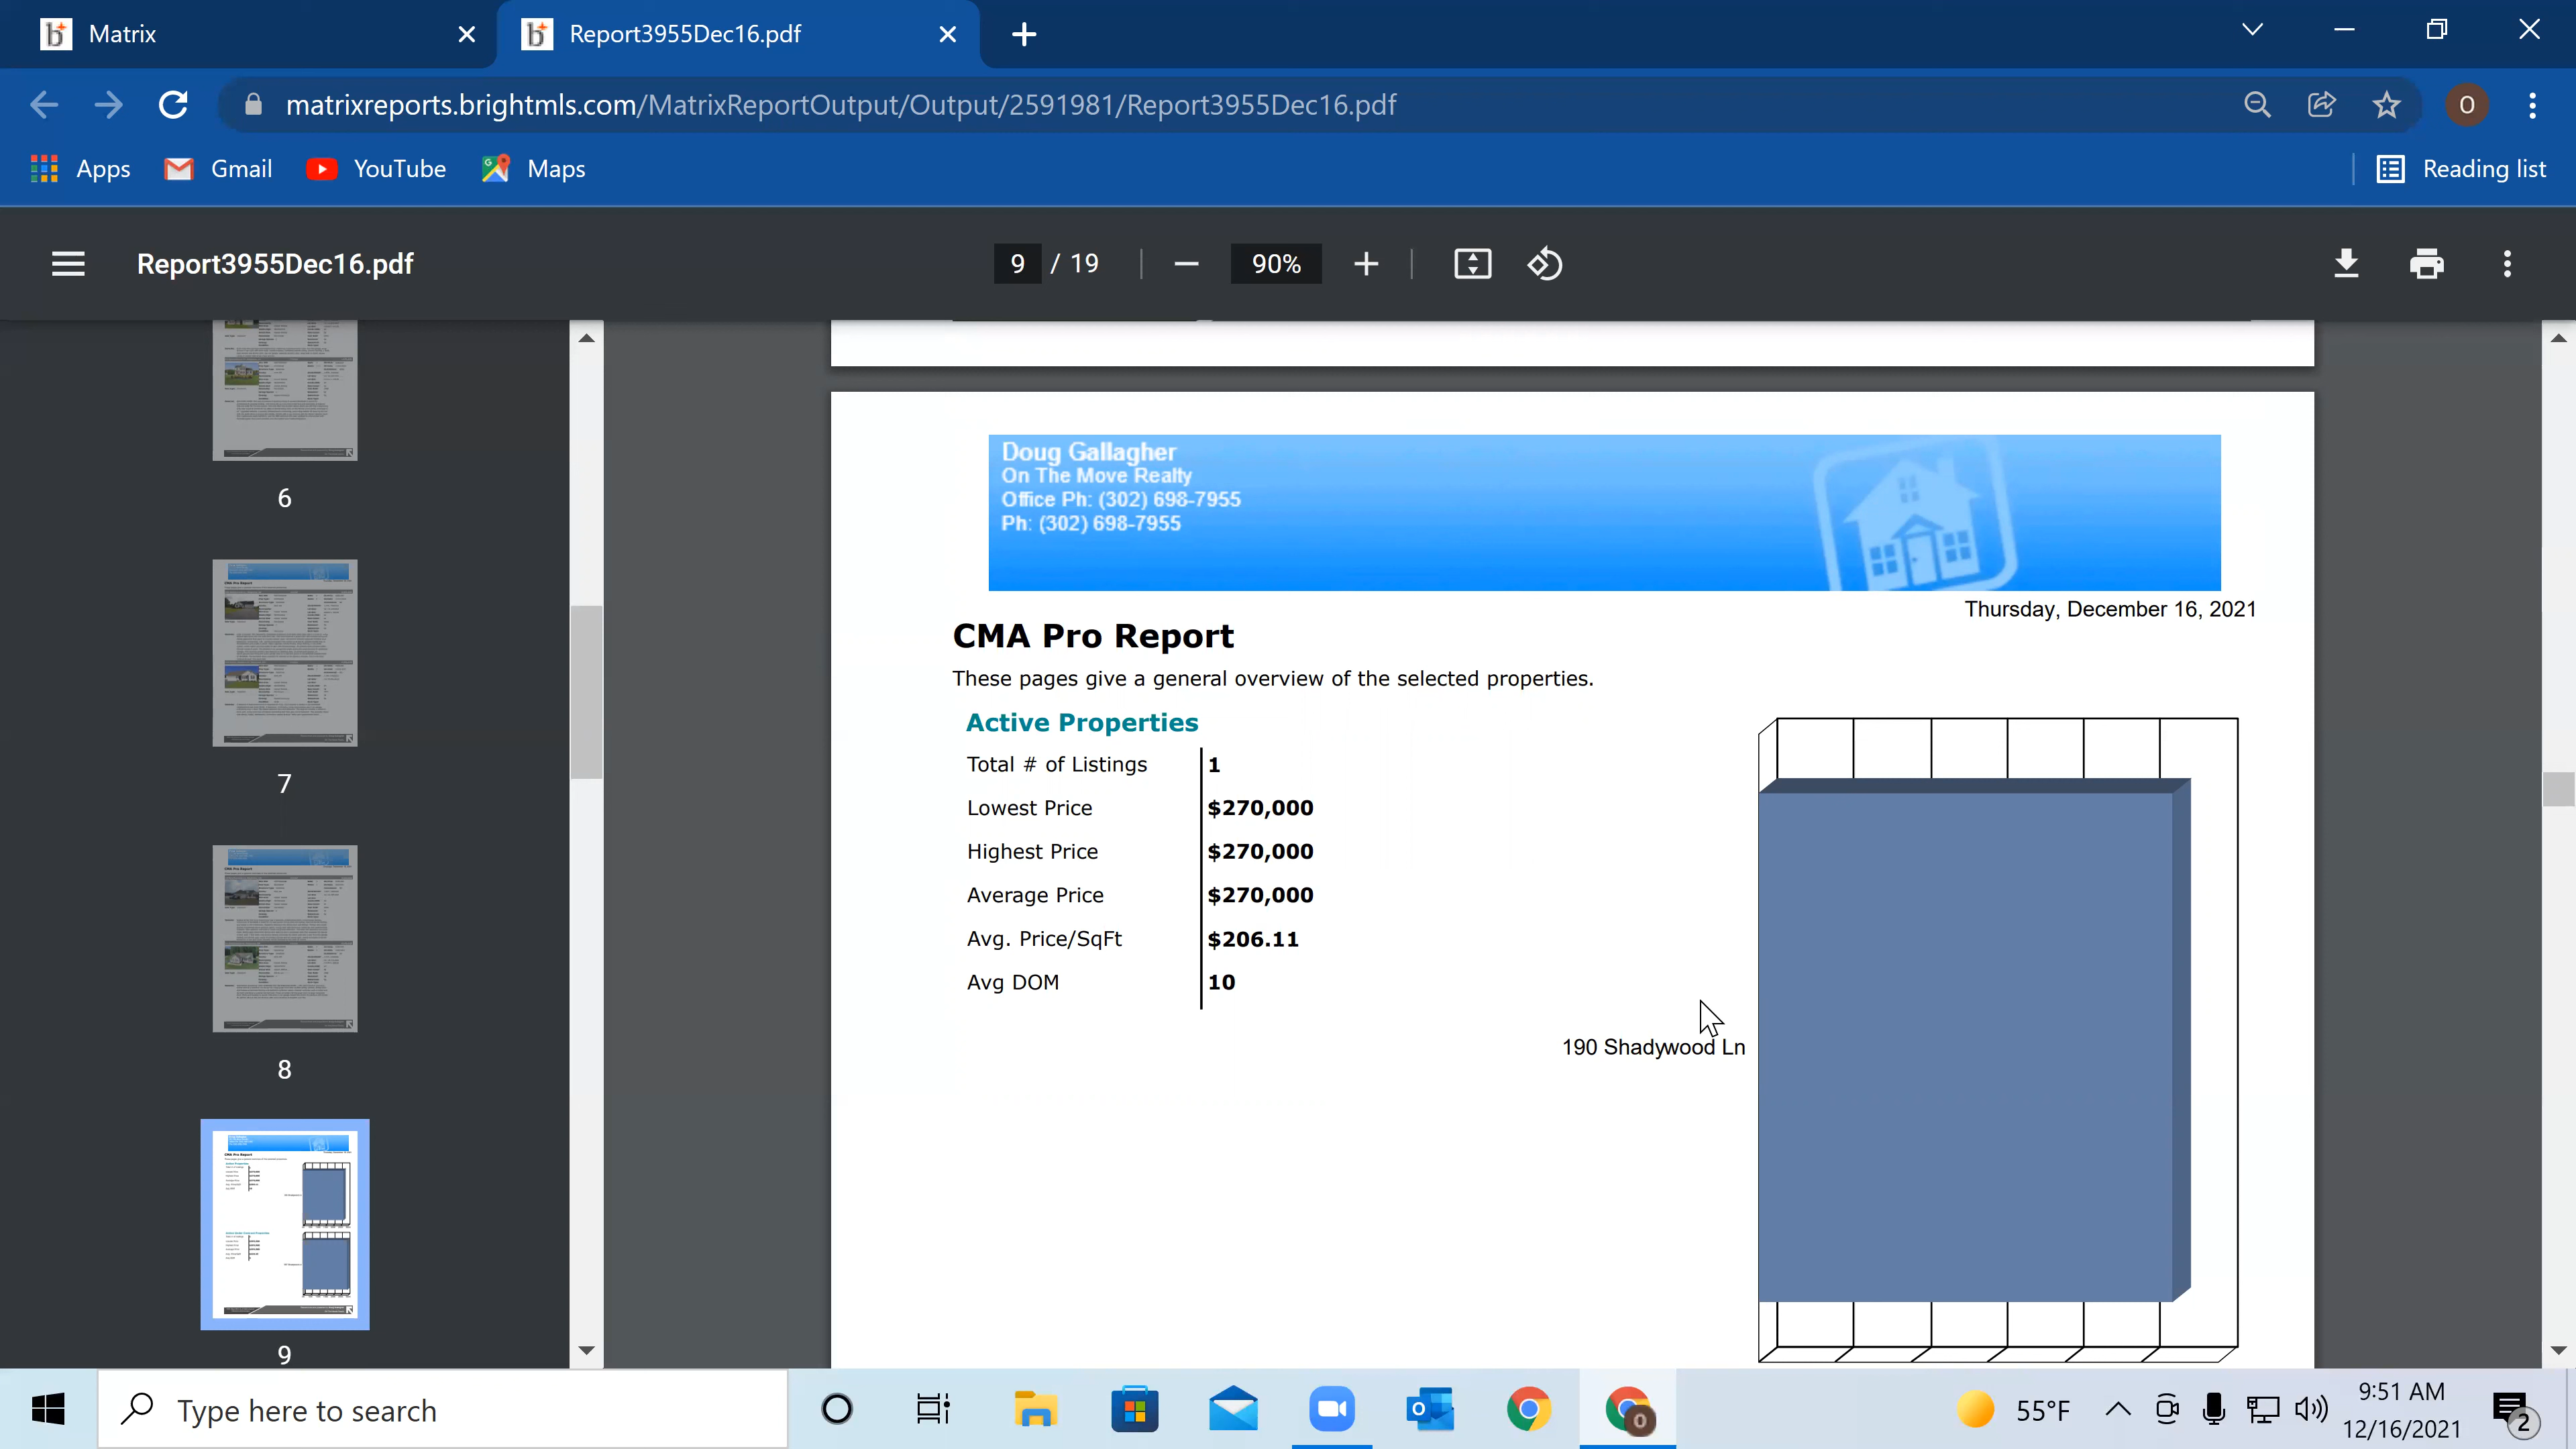 Matrix
Report3955Dec16.pdf
matrixreports.brightmls.com/MatrixReportOutput/Output/2591981/Report3955Dec16.pdf
O
Apps
Gmail
YouTube
Maps
Reading list
Report3955Dec16.pdf
9 / 19
90%
6
7
8
9
Doug Gallagher
On The Move Realty
Office Ph: (302) 698-7955
Ph: (302) 698-7955
Thursday, December 16, 2021
CMA Pro Report
These pages give a general overview of the selected properties.
Active Properties
Total # of Listings 1
Lowest Price $270,000
Highest Price $270,000
Average Price $270,000
Avg. Price/SqFt $206.11
Avg DOM 10
190 Shadywood Ln
Type here to search
55°F
9:51 AM
12/16/2021
2